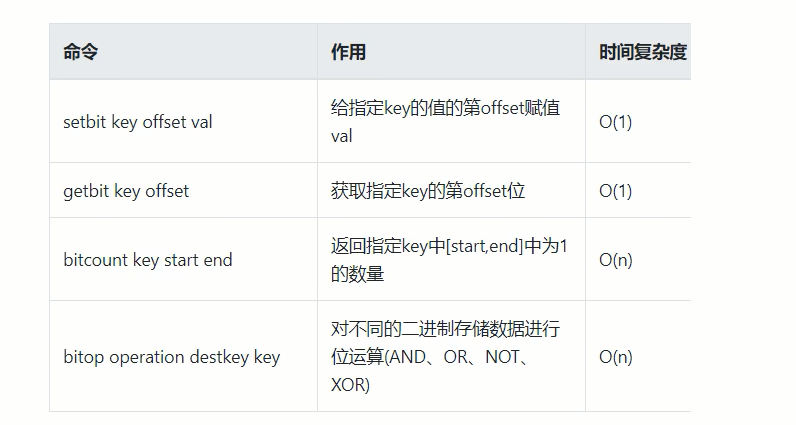 命令 作用 时间复杂度
给指定key的值的第offset赋值
setbit key offset val O(1)
val
getbit key offset 获取指定key的第offset位 O(1)
返回指定key中[start,end]中为1
bitcount key start end O(n)
的数量
对不同的二进制存储数据进行
bitop operation destkey key 位运算(AND、OR、NOT、 O(n)
XOR)